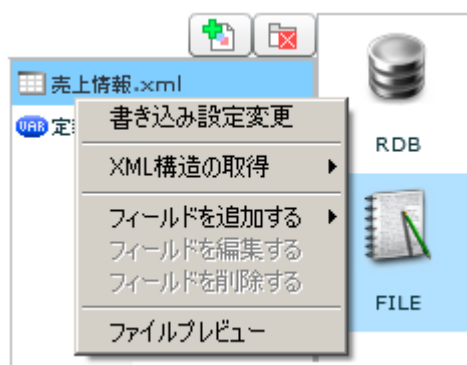 売上情報.xml
VAR 定
書き込み設定変更
XML構造の取得
フィールドを追加する
フィールドを編集する
フィールドを削除する
ファイルプレビュー
RDB
FILE